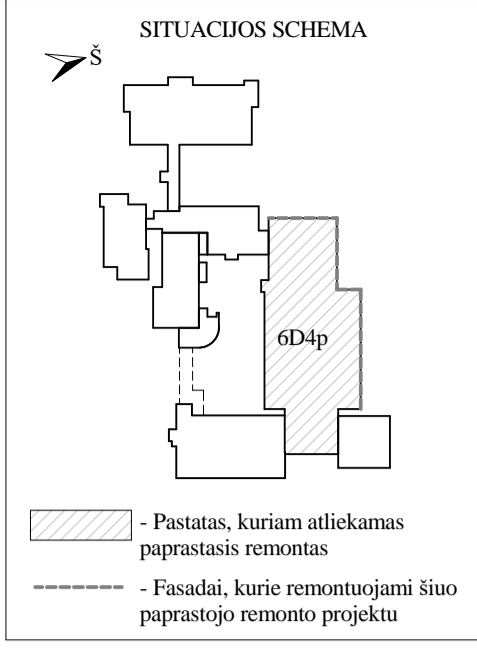 SITUACIJOS SCHEMA
Š
6D4p
- Pastatas, kuriam atliekamas
paprastasis remontas
- Fasadai, kurie remontuojami šiuo
paprastojo remonto projektu